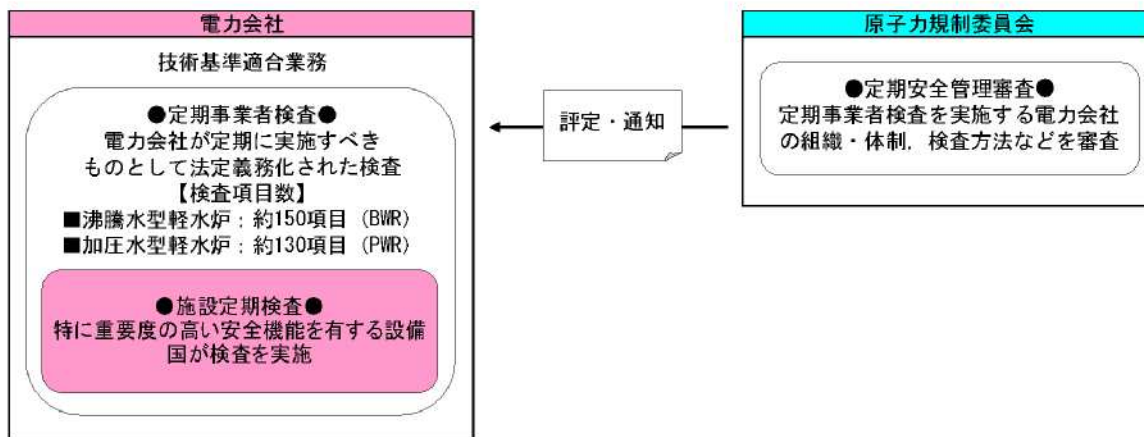 電力会社
技術基準適合業務
●定期事業者検査●
電力会社が定期に実施すべき
ものとして法定義務化された検査
【検査項目数】
■沸騰水型軽水炉：約150項目 (BWR)
■加圧水型軽水炉：約130項目 (PWR)
●施設定期検査●
特に重要度の高い安全機能を有する設備
国が検査を実施
評定・通知
原子力規制委員会
●定期安全管理審査●
定期事業者検査を実施する電力会社
の組織・体制，検査方法などを審査